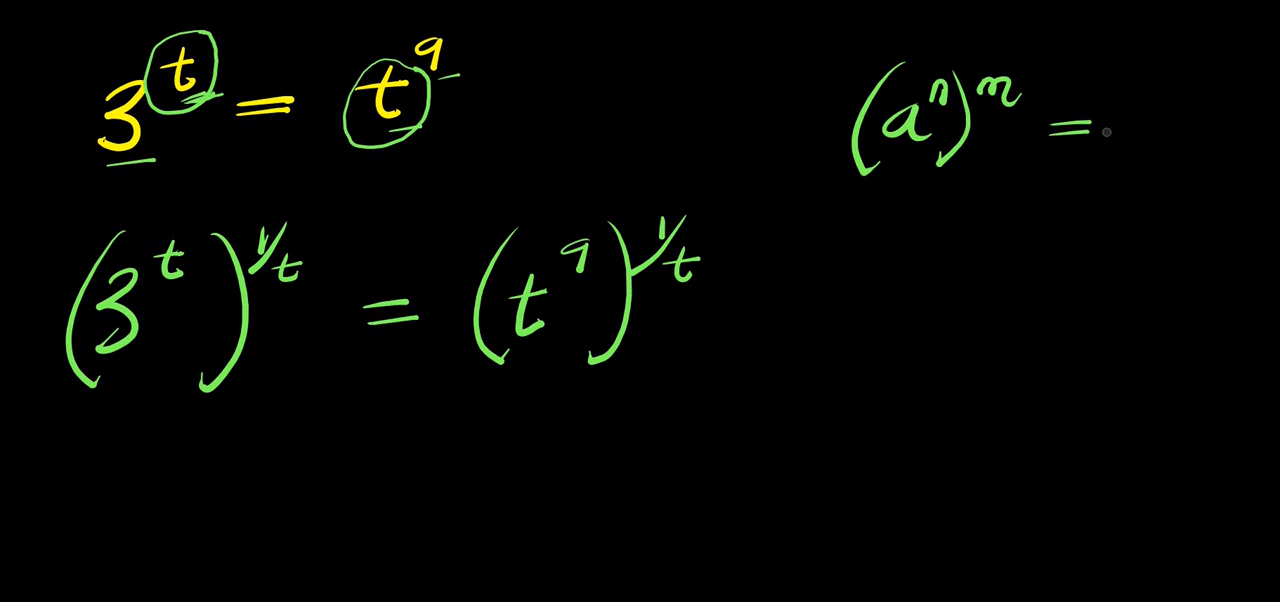 3^t = t^9
(a^n)^m =
(3^t)^{1/t} = (t^9)^{1/t}